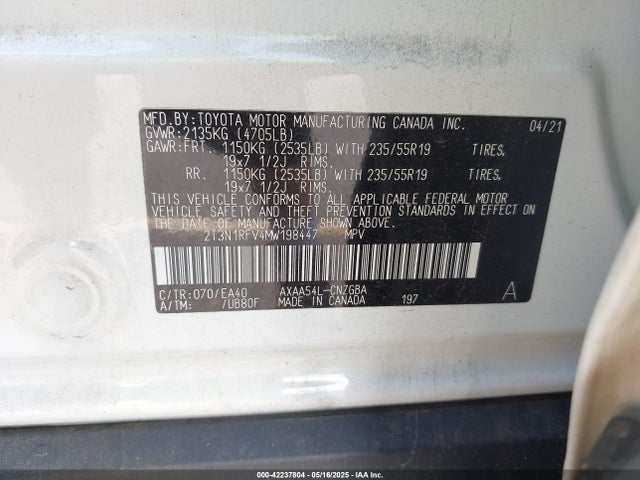 MFD.BY:TOYOTA MOTOR MANUFACTURING CANADA INC. 04/21
GVWR:2135KG (4705LB)
GAWR:FRT. 1150KG (2535LB) WITH 235/55R19 TIRES,
19x7 1/2J RIMS.
RR. 1150KG (2535LB) WITH 235/55R19 TIRES,
19x7 1/2J RIMS.
THIS VEHICLE CONFORMS TO ALL APPLICABLE FEDERAL MOTOR
VEHICLE SAFETY AND THEFT PREVENTION STANDARDS IN EFFECT ON
THE DATE OF MANUFACTURE SHOWN ABOVE.
2T3N1RFV4MW198447 MPV
C/TR:070/EA40 AXAA54L-CNZGBA
A/TM: /UB80F MADE IN CANADA 197 A
000-42237804 - 05/16/2025 - IAA Inc.